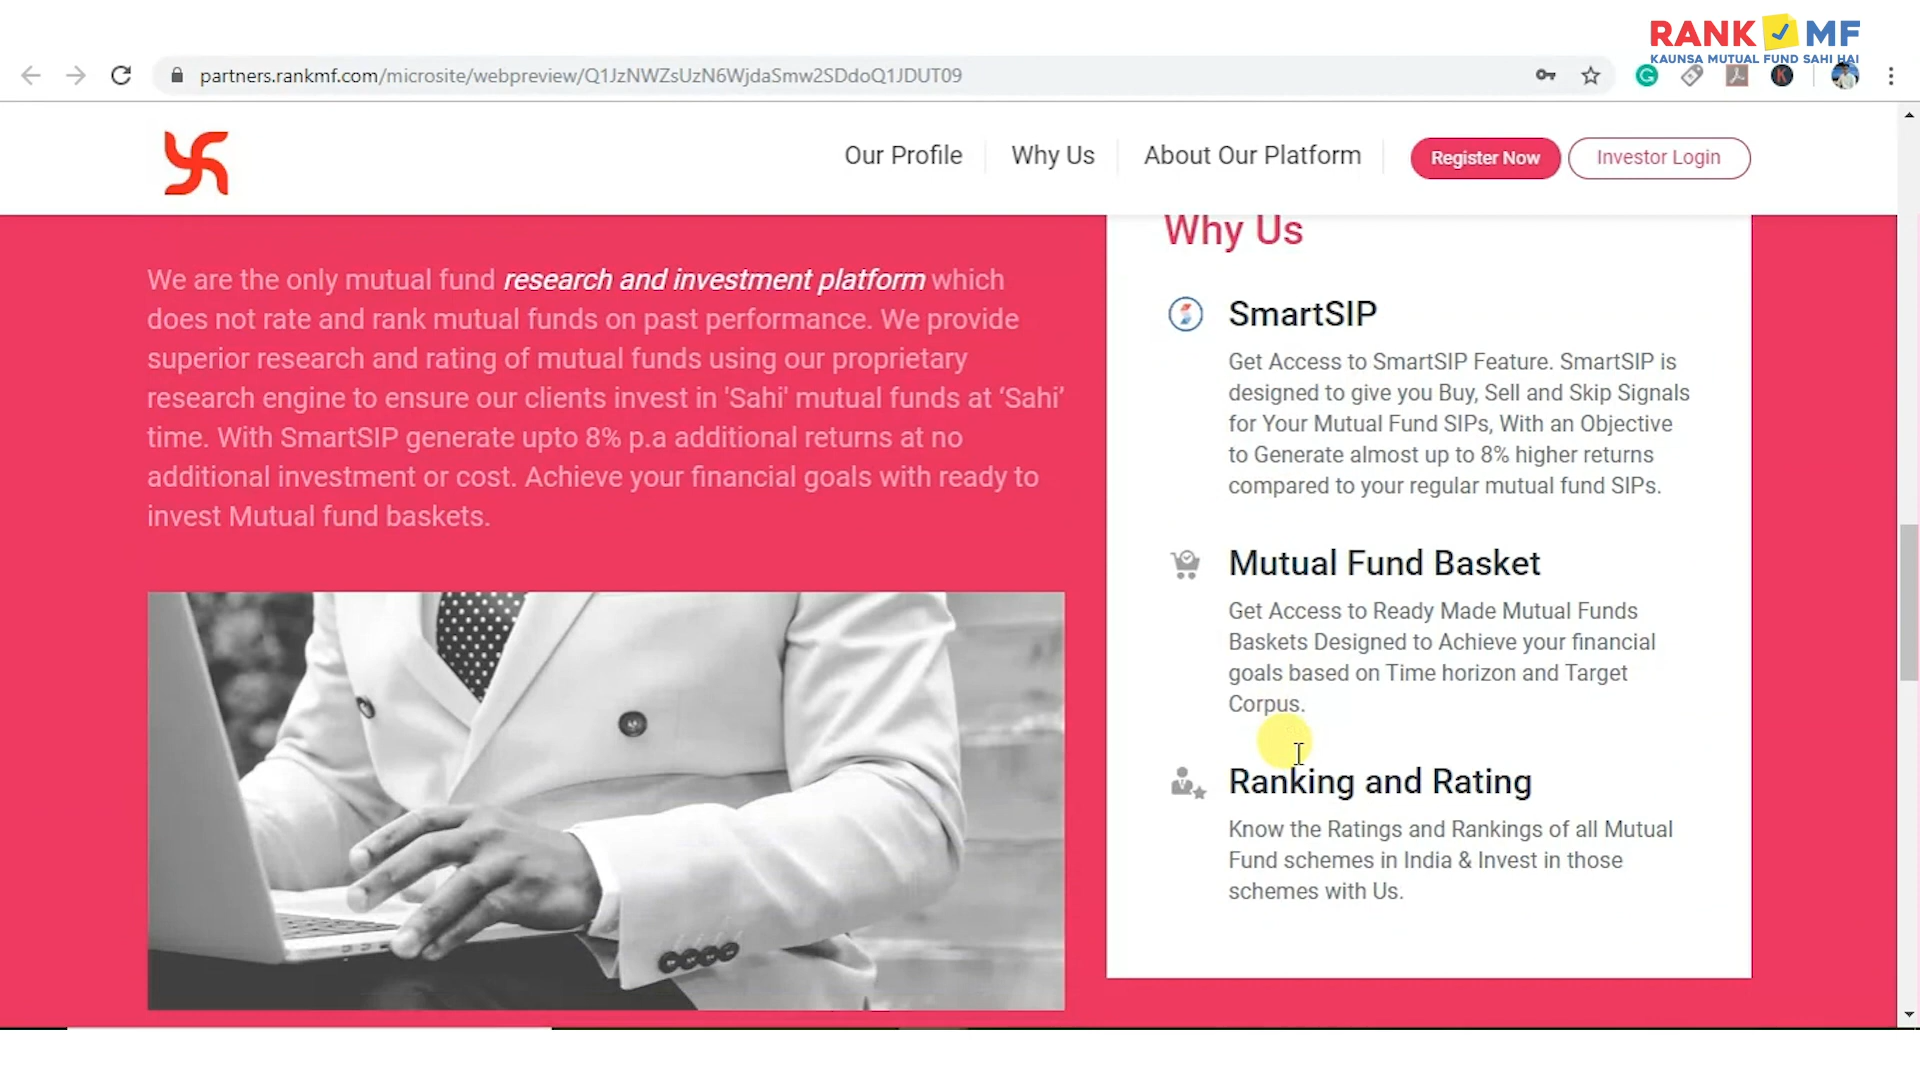 RANK MF
KAUNSA MUTUAL FUND SAHI HAI
partners.rankmf.com/microsite/webpreview/Q1JzNWZsUzN6WjdaSmw2SDdoQ1JDUT09
Our Profile
Why Us
About Our Platform
Register Now
Investor Login
We are the only mutual fund research and investment platform which
does not rate and rank mutual funds on past performance. We provide
superior research and rating of mutual funds using our proprietary
research engine to ensure our clients invest in 'Sahi' mutual funds at ‘Sahi’
time. With SmartSIP generate upto 8% p.a additional returns at no
additional investment or cost. Achieve your financial goals with ready to
invest Mutual fund baskets.
Why Us
SmartSIP
Get Access to SmartSIP Feature. SmartSIP is
designed to give you Buy, Sell and Skip Signals
for Your Mutual Fund SIPs, With an Objective
to Generate almost up to 8% higher returns
compared to your regular mutual fund SIPs.
Mutual Fund Basket
Get Access to Ready Made Mutual Funds
Baskets Designed to Achieve your financial
goals based on Time horizon and Target
Corpus.
Ranking and Rating
Know the Ratings and Rankings of all Mutual
Fund schemes in India & Invest in those
schemes with Us.